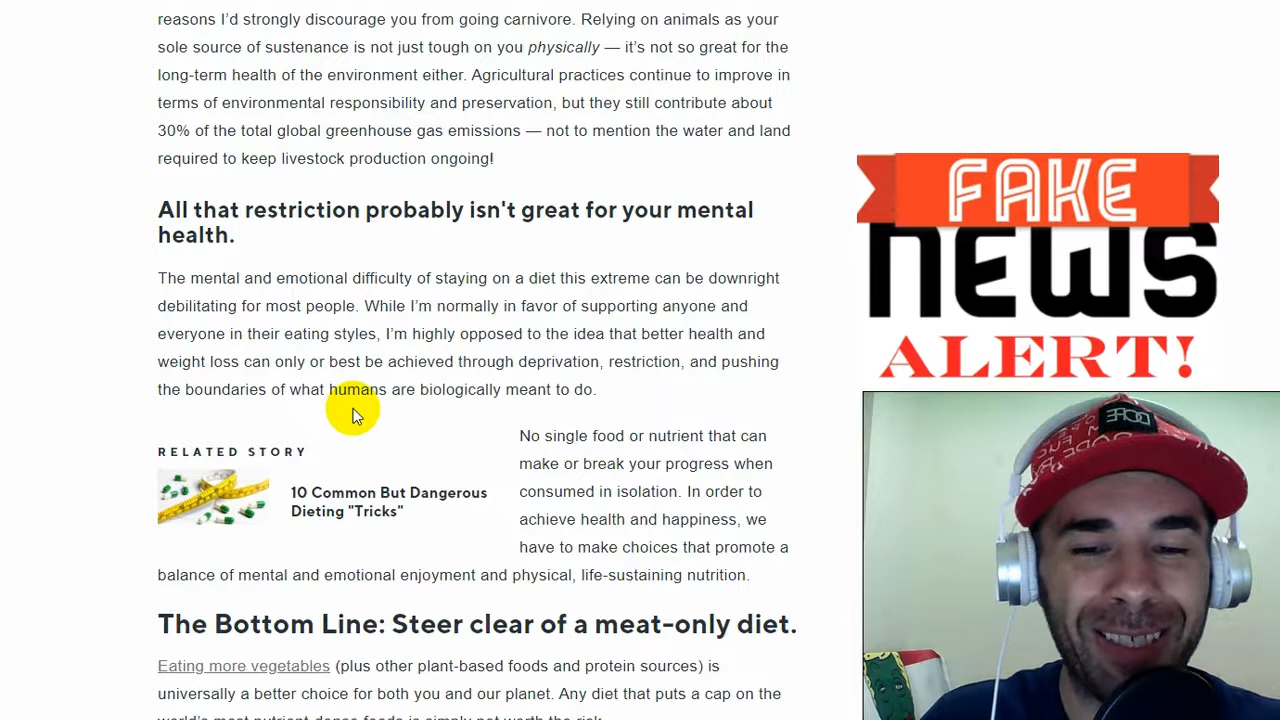 reasons I'd strongly discourage you from going carnivore. Relying on animals as your
sole source of sustenance is not just tough on you physically — it's not so great for the
long-term health of the environment either. Agricultural practices continue to improve in
terms of environmental responsibility and preservation, but they still contribute about
30% of the total global greenhouse gas emissions — not to mention the water and land
required to keep livestock production ongoing!
All that restriction probably isn't great for your mental
health.
The mental and emotional difficulty of staying on a diet this extreme can be downright
debilitating for most people. While I'm normally in favor of supporting anyone and
everyone in their eating styles, I'm highly opposed to the idea that better health and
weight loss can only or best be achieved through deprivation, restriction, and pushing
the boundaries of what humans are biologically meant to do.
RELATED STORY
10 Common But Dangerous
Dieting "Tricks"
No single food or nutrient that can
make or break your progress when
consumed in isolation. In order to
achieve health and happiness, we
have to make choices that promote a
balance of mental and emotional enjoyment and physical, life-sustaining nutrition.
The Bottom Line: Steer clear of a meat-only diet.
Eating more vegetables (plus other plant-based foods and protein sources) is
universally a better choice for both you and our planet. Any diet that puts a cap on the
world's most nutrient-dense foods is simply not worth the risk.
FAKE
NEWS
ALERT!
DOPE